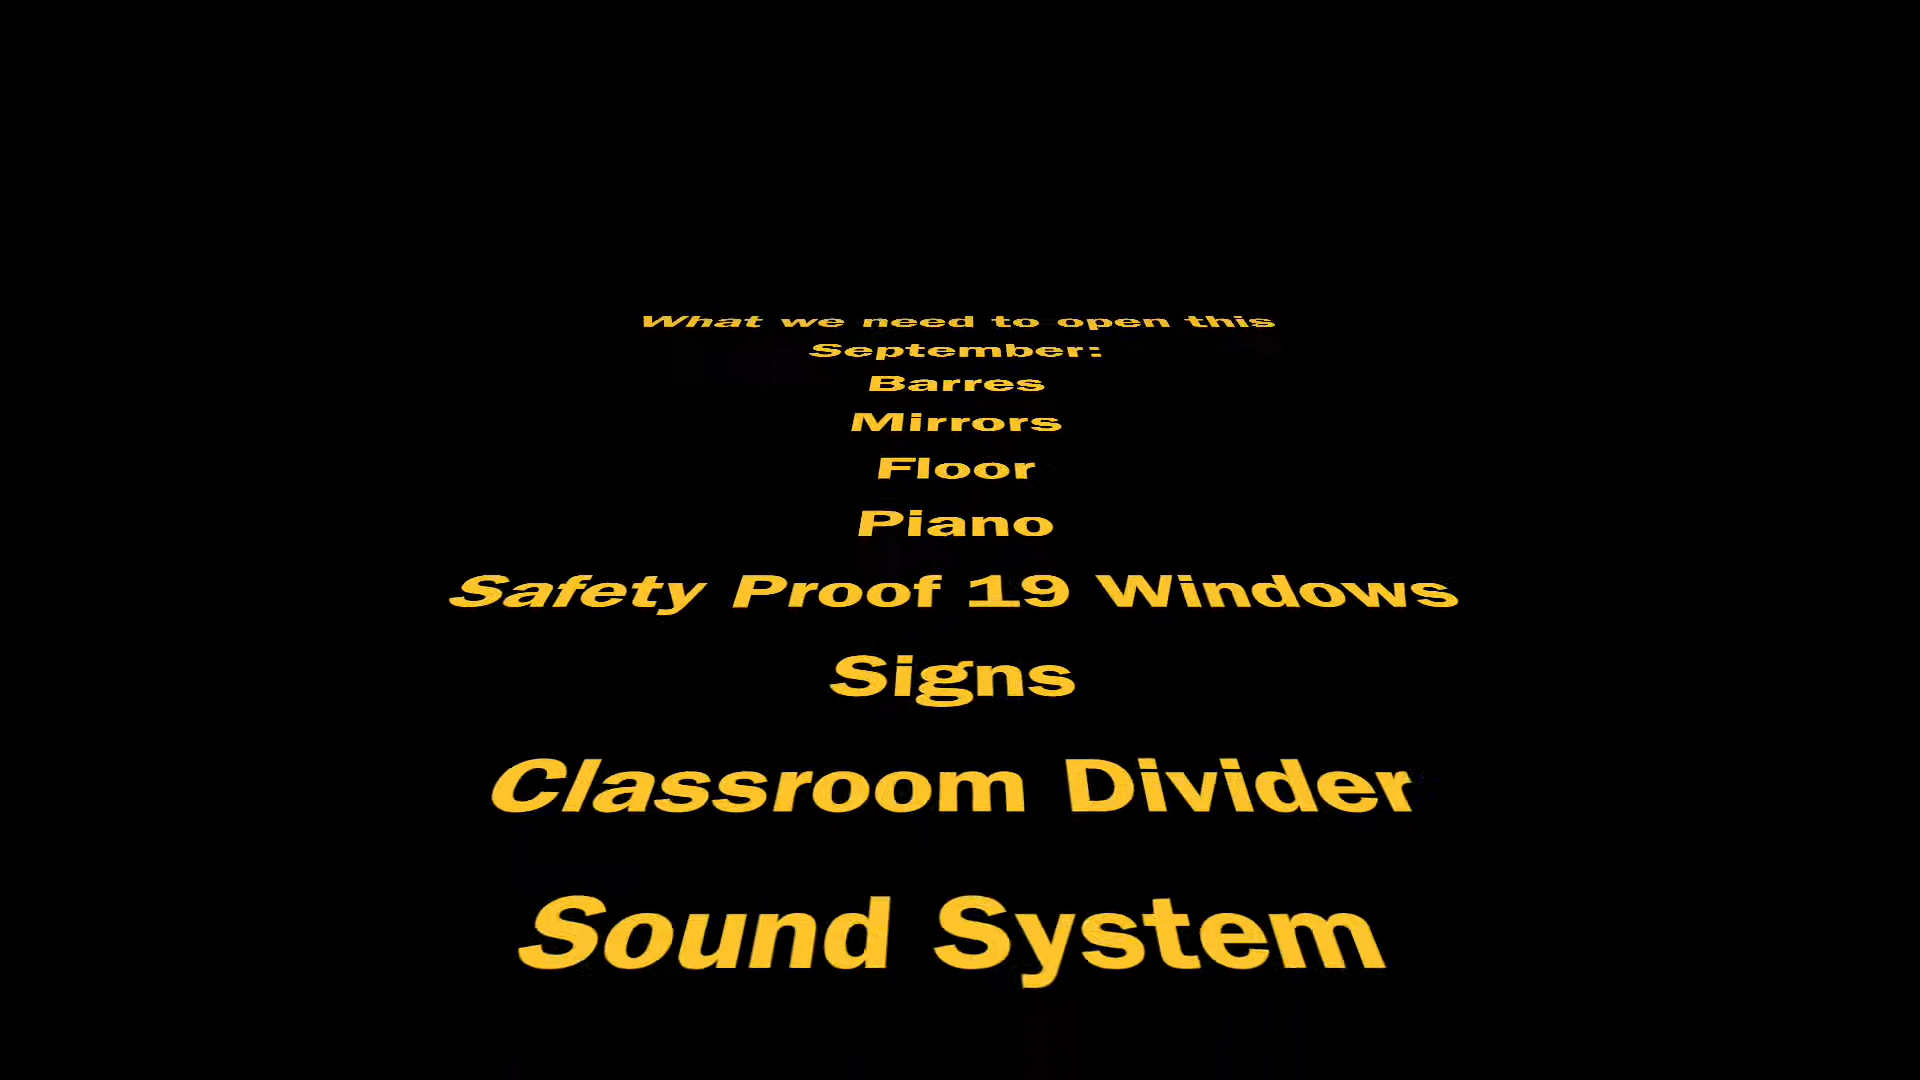 What we need to open this
September:
Barres
Mirrors
Floor
Piano
Safety Proof 19 Windows
Signs
Classroom Divider
Sound System